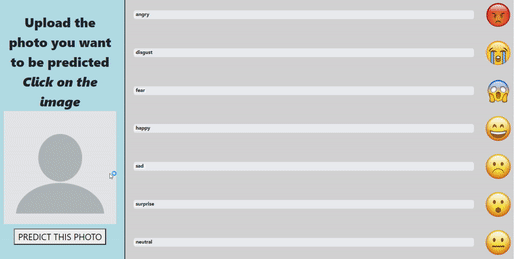 Upload the
photo you want
to be predicted
Click on the
image
PREDICT THIS PHOTO
angry
disgust
fear
happy
sad
surprise
neutral